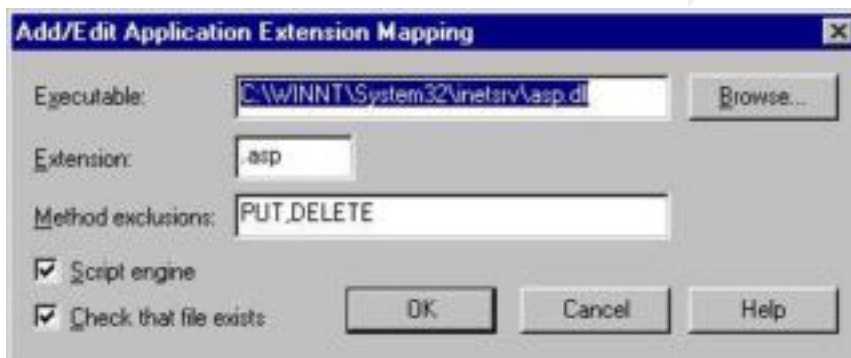 Add/Edit Application Extension Mapping
Executable: C:\WINNT\System32\inetsrv\asp.dl Browse...
Extension: .asp
Method exclusions: PUT,DELETE
Script engine
Check that file exists OK Cancel Help